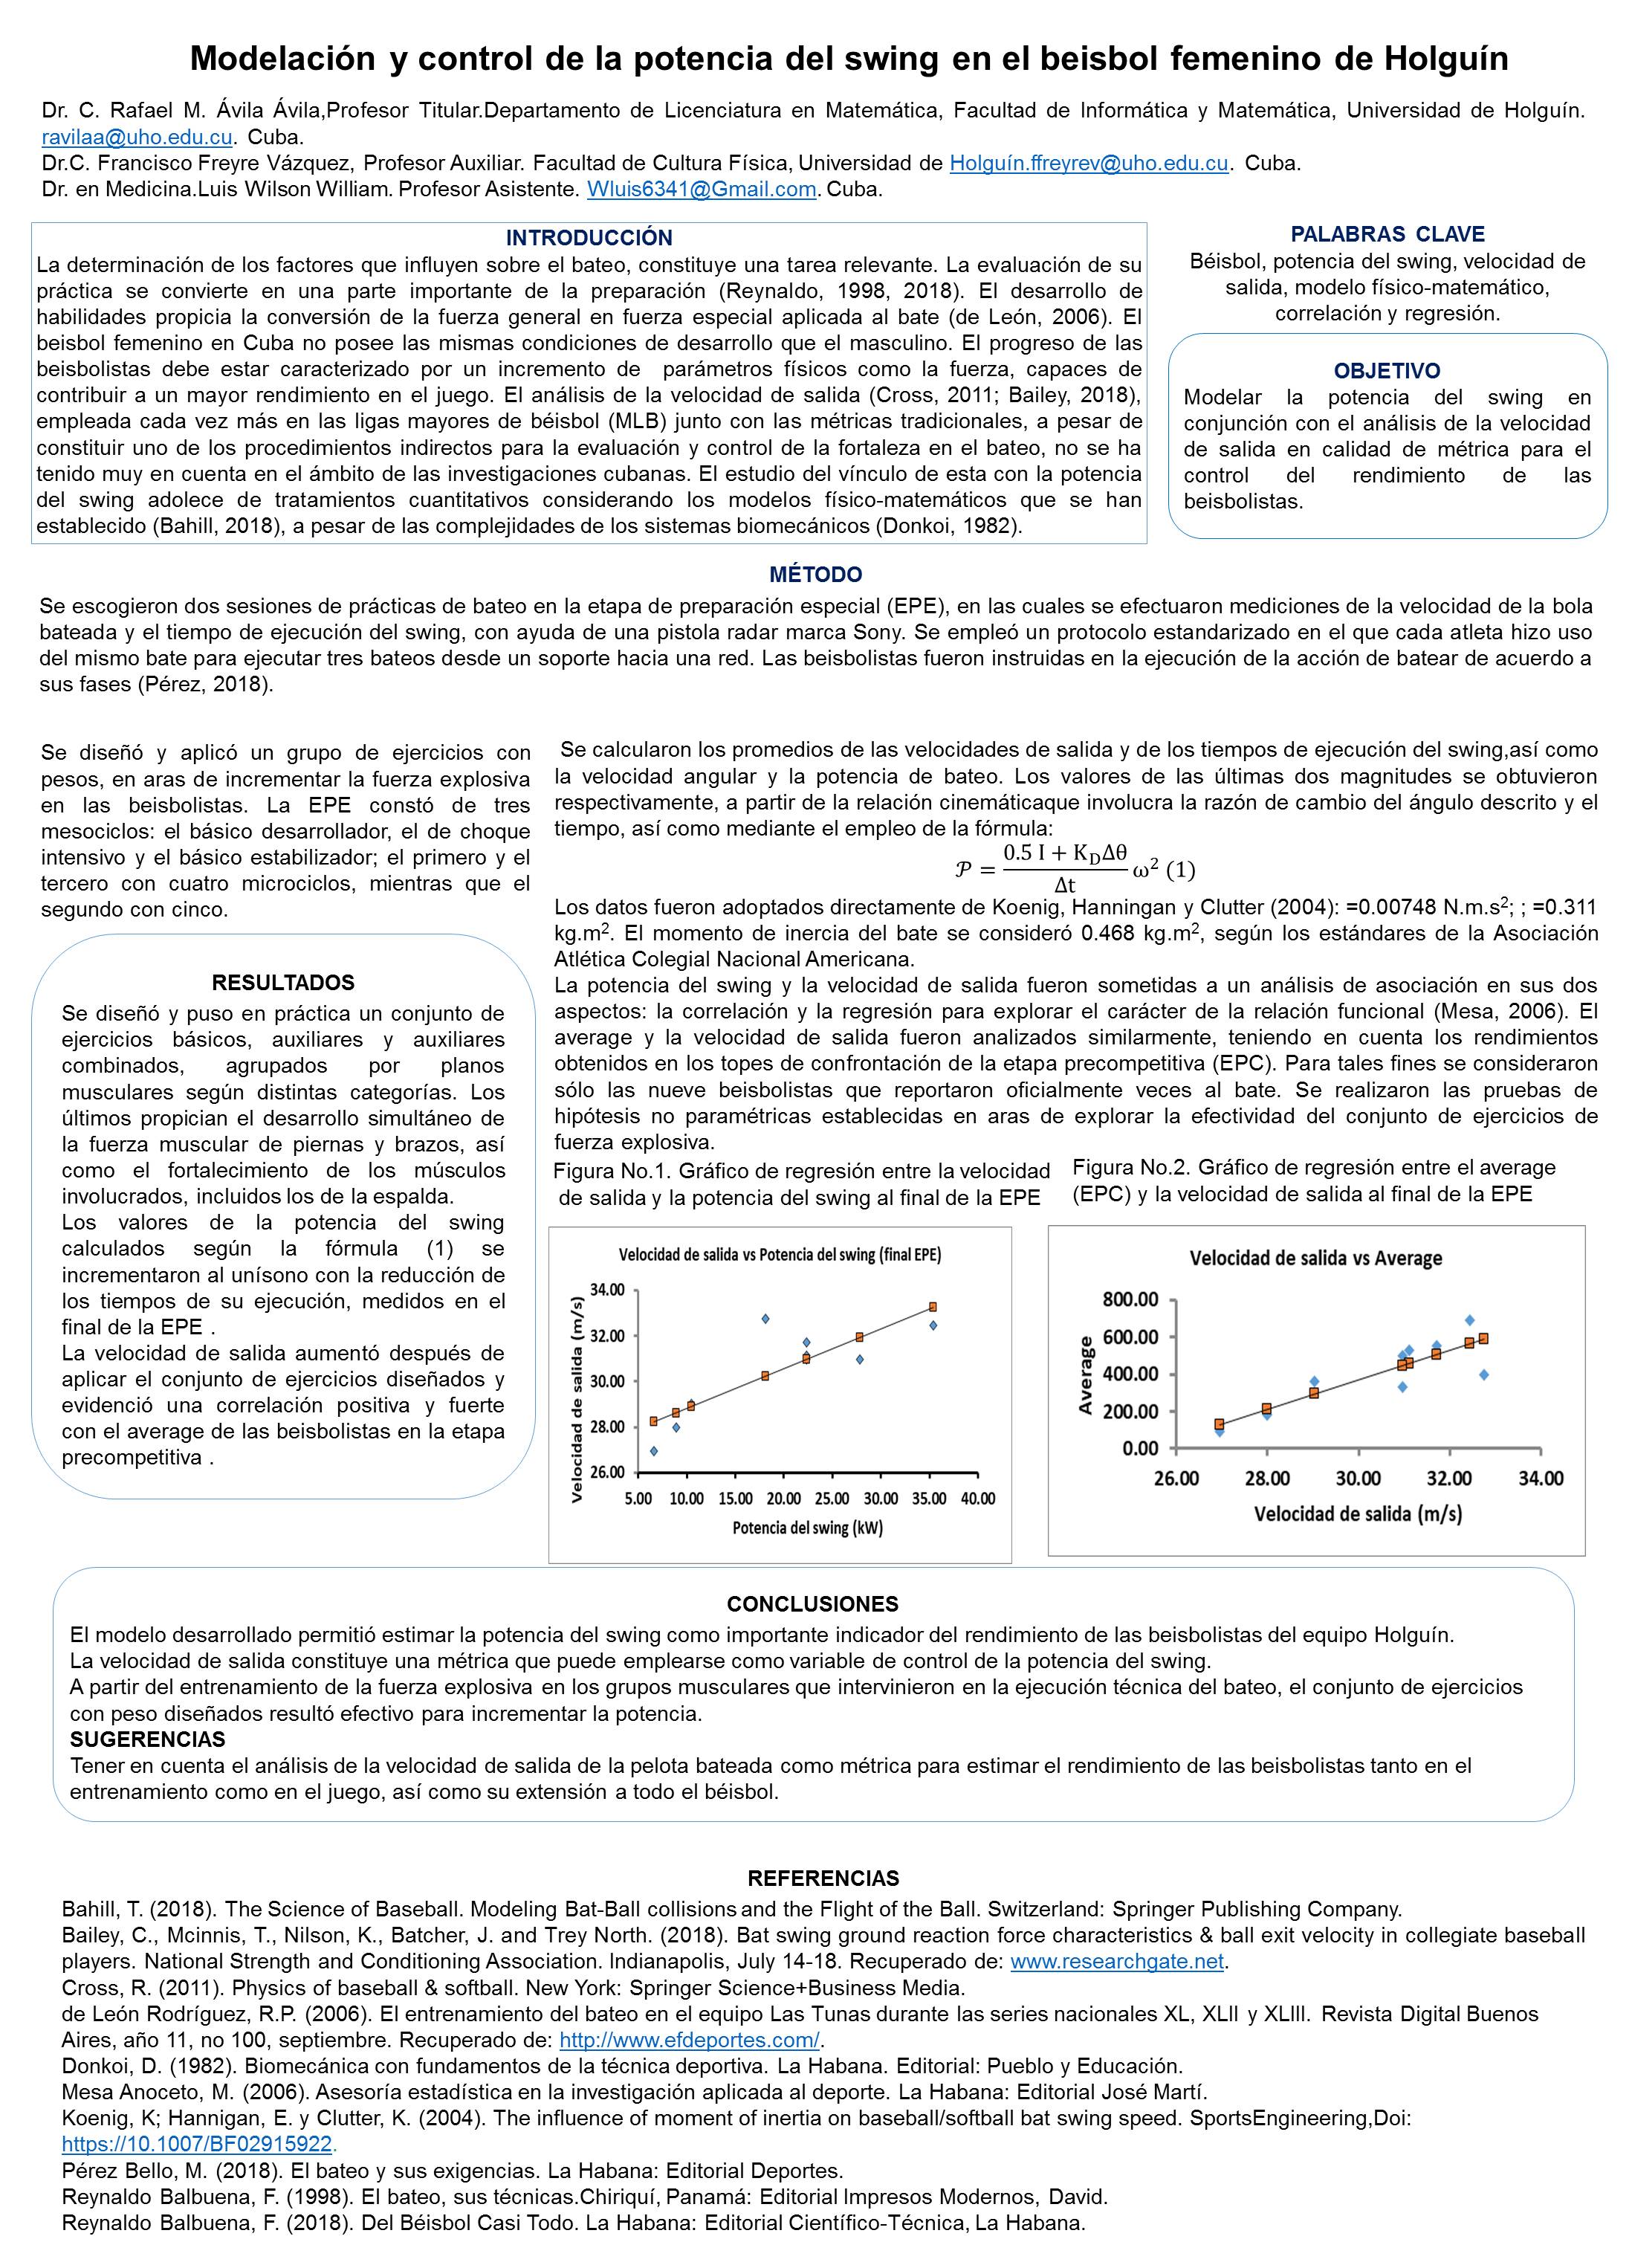 Modelación y control de la potencia del swing en el beisbol femenino de Holguín
Dr. C. Rafael M. Ávila Ávila,Profesor Titular.Departamento de Licenciatura en Matemática, Facultad de Informática y Matemática, Universidad de Holguín.
ravilaa@uho.edu.cu. Cuba.
Dr.C. Francisco Freyre Vázquez, Profesor Auxiliar. Facultad de Cultura Física, Universidad de Holguín.ffreyrev@uho.edu.cu. Cuba.
Dr. en Medicina.Luis Wilson William. Profesor Asistente. Wluis6341@Gmail.com. Cuba.
INTRODUCCIÓN
La determinación de los factores que influyen sobre el bateo, constituye una tarea relevante. La evaluación de su
práctica se convierte en una parte importante de la preparación (Reynaldo, 1998, 2018). El desarrollo de
habilidades propicia la conversión de la fuerza general en fuerza especial aplicada al bate (de León, 2006). El
beisbol femenino en Cuba no posee las mismas condiciones de desarrollo que el masculino. El progreso de las
beisbolistas debe estar caracterizado por un incremento de parámetros físicos como la fuerza, capaces de
contribuir a un mayor rendimiento en el juego. El análisis de la velocidad de salida (Cross, 2011; Bailey, 2018),
empleada cada vez más en las ligas mayores de béisbol (MLB) junto con las métricas tradicionales, a pesar de
constituir uno de los procedimientos indirectos para la evaluación y control de la fortaleza en el bateo, no se ha
tenido muy en cuenta en el ámbito de las investigaciones cubanas. El estudio del vínculo de esta con la potencia
del swing adolece de tratamientos cuantitativos considerando los modelos físico-matemáticos que se han
establecido (Bahill, 2018), a pesar de las complejidades de los sistemas biomecánicos (Donkoi, 1982).
PALABRAS CLAVE
Béisbol, potencia del swing, velocidad de
salida, modelo físico-matemático,
correlación y regresión.
OBJETIVO
Modelar la potencia del swing en
conjunción con el análisis de la velocidad
de salida en calidad de métrica para el
control del rendimiento de las
beisbolistas.
MÉTODO
Se escogieron dos sesiones de prácticas de bateo en la etapa de preparación especial (EPE), en las cuales se efectuaron mediciones de la velocidad de la bola
bateada y el tiempo de ejecución del swing, con ayuda de una pistola radar marca Sony. Se empleó un protocolo estandarizado en el que cada atleta hizo uso
del mismo bate para ejecutar tres bateos desde un soporte hacia una red. Las beisbolistas fueron instruidas en la ejecución de la acción de batear de acuerdo a
sus fases (Pérez, 2018).
Se diseñó y aplicó un grupo de ejercicios con
pesos, en aras de incrementar la fuerza explosiva
en las beisbolistas. La EPE constó de tres
mesociclos: el básico desarrollador, el de choque
intensivo y el básico estabilizador; el primero y el
tercero con cuatro microciclos, mientras que el
segundo con cinco.
RESULTADOS
Se diseñó y puso en práctica un conjunto de
ejercicios básicos, auxiliares y auxiliares
combinados, agrupados por planos
musculares según distintas categorías. Los
últimos propician el desarrollo simultáneo de
la fuerza muscular de piernas y brazos, así
como el fortalecimiento de los músculos
involucrados, incluidos los de la espalda.
Los valores de la potencia del swing
calculados según la fórmula (1) se
incrementaron al unísono con la reducción de
los tiempos de su ejecución, medidos en el
final de la EPE .
La velocidad de salida aumentó después de
aplicar el conjunto de ejercicios diseñados y
evidenció una correlación positiva y fuerte
con el average de las beisbolistas en la etapa
precompetitiva .
Se calcularon los promedios de las velocidades de salida y de los tiempos de ejecución del swing,así como
la velocidad angular y la potencia de bateo. Los valores de las últimas dos magnitudes se obtuvieron
respectivamente, a partir de la relación cinemáticaque involucra la razón de cambio del ángulo descrito y el
tiempo, así como mediante el empleo de la fórmula:
𝒫 = (0.5 I + K_DΔθ)/Δt ω² (1)
Los datos fueron adoptados directamente de Koenig, Hanningan y Clutter (2004): =0.00748 N.m.s²; ; =0.311
kg.m². El momento de inercia del bate se consideró 0.468 kg.m², según los estándares de la Asociación
Atlética Colegial Nacional Americana.
La potencia del swing y la velocidad de salida fueron sometidas a un análisis de asociación en sus dos
aspectos: la correlación y la regresión para explorar el carácter de la relación funcional (Mesa, 2006). El
average y la velocidad de salida fueron analizados similarmente, teniendo en cuenta los rendimientos
obtenidos en los topes de confrontación de la etapa precompetitiva (EPC). Para tales fines se consideraron
sólo las nueve beisbolistas que reportaron oficialmente veces al bate. Se realizaron las pruebas de
hipótesis no paramétricas establecidas en aras de explorar la efectividad del conjunto de ejercicios de
fuerza explosiva.
Figura No.1. Gráfico de regresión entre la velocidad
de salida y la potencia del swing al final de la EPE
Velocidad de salida vs Potencia del swing (final EPE)
Velocidad de salida (m/s)
34.00
32.00
30.00
28.00
26.00
5.00 10.00 15.00 20.00 25.00 30.00 35.00 40.00
Potencia del swing (kW)
Figura No.2. Gráfico de regresión entre el average
(EPC) y la velocidad de salida al final de la EPE
Velocidad de salida vs Average
Average
800.00
600.00
400.00
200.00
0.00
26.00 28.00 30.00 32.00 34.00
Velocidad de salida (m/s)
CONCLUSIONES
El modelo desarrollado permitió estimar la potencia del swing como importante indicador del rendimiento de las beisbolistas del equipo Holguín.
La velocidad de salida constituye una métrica que puede emplearse como variable de control de la potencia del swing.
A partir del entrenamiento de la fuerza explosiva en los grupos musculares que intervinieron en la ejecución técnica del bateo, el conjunto de ejercicios
con peso diseñados resultó efectivo para incrementar la potencia.
SUGERENCIAS
Tener en cuenta el análisis de la velocidad de salida de la pelota bateada como métrica para estimar el rendimiento de las beisbolistas tanto en el
entrenamiento como en el juego, así como su extensión a todo el béisbol.
REFERENCIAS
Bahill, T. (2018). The Science of Baseball. Modeling Bat-Ball collisions and the Flight of the Ball. Switzerland: Springer Publishing Company.
Bailey, C., Mcinnis, T., Nilson, K., Batcher, J. and Trey North. (2018). Bat swing ground reaction force characteristics & ball exit velocity in collegiate baseball
players. National Strength and Conditioning Association. Indianapolis, July 14-18. Recuperado de: www.researchgate.net.
Cross, R. (2011). Physics of baseball & softball. New York: Springer Science+Business Media.
de León Rodríguez, R.P. (2006). El entrenamiento del bateo en el equipo Las Tunas durante las series nacionales XL, XLII y XLIII. Revista Digital Buenos
Aires, año 11, no 100, septiembre. Recuperado de: http://www.efdeportes.com/.
Donkoi, D. (1982). Biomecánica con fundamentos de la técnica deportiva. La Habana. Editorial: Pueblo y Educación.
Mesa Anoceto, M. (2006). Asesoría estadística en la investigación aplicada al deporte. La Habana: Editorial José Martí.
Koenig, K; Hannigan, E. y Clutter, K. (2004). The influence of moment of inertia on baseball/softball bat swing speed. SportsEngineering,Doi:
https://10.1007/BF02915922.
Pérez Bello, M. (2018). El bateo y sus exigencias. La Habana: Editorial Deportes.
Reynaldo Balbuena, F. (1998). El bateo, sus técnicas.Chiriquí, Panamá: Editorial Impresos Modernos, David.
Reynaldo Balbuena, F. (2018). Del Béisbol Casi Todo. La Habana: Editorial Científico-Técnica, La Habana.